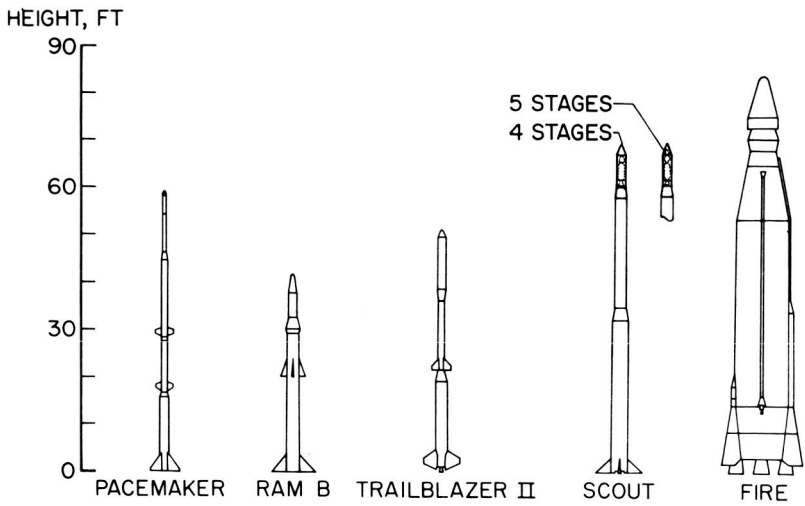 HEIGHT, FT
90
5 STAGES
4 STAGES
60
30
0
PACEMAKER RAM B TRAILBLAZER II SCOUT FIRE